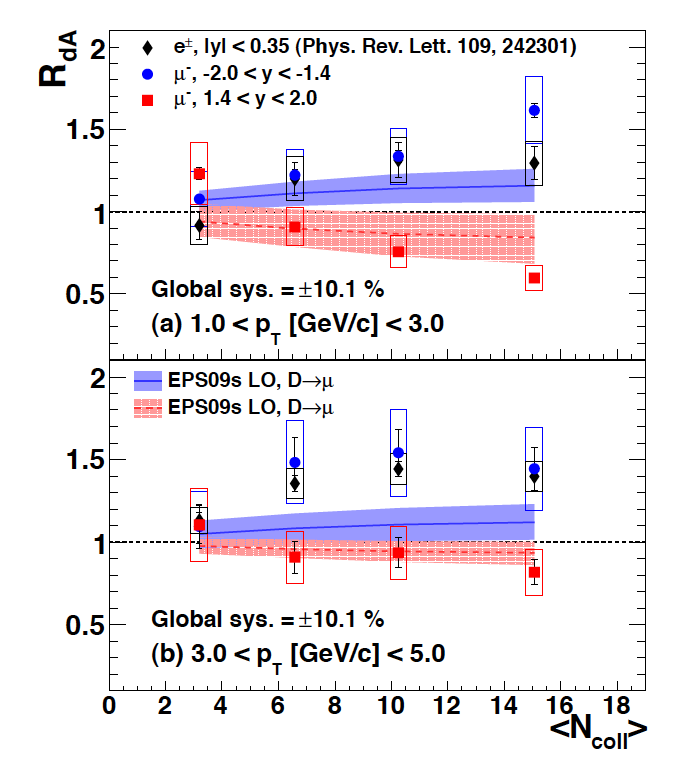 R_dA
e±, |y| < 0.35 (Phys. Rev. Lett. 109, 242301)
μ⁻, -2.0 < y < -1.4
μ⁻, 1.4 < y < 2.0
2
1.5
1
0.5
Global sys. = ±10.1 %
(a) 1.0 < p_T [GeV/c] < 3.0
EPS09s LO, D→μ
EPS09s LO, D→μ
2
1.5
1
0.5
Global sys. = ±10.1 %
(b) 3.0 < p_T [GeV/c] < 5.0
0 2 4 6 8 10 12 14 16 18
<N_coll>